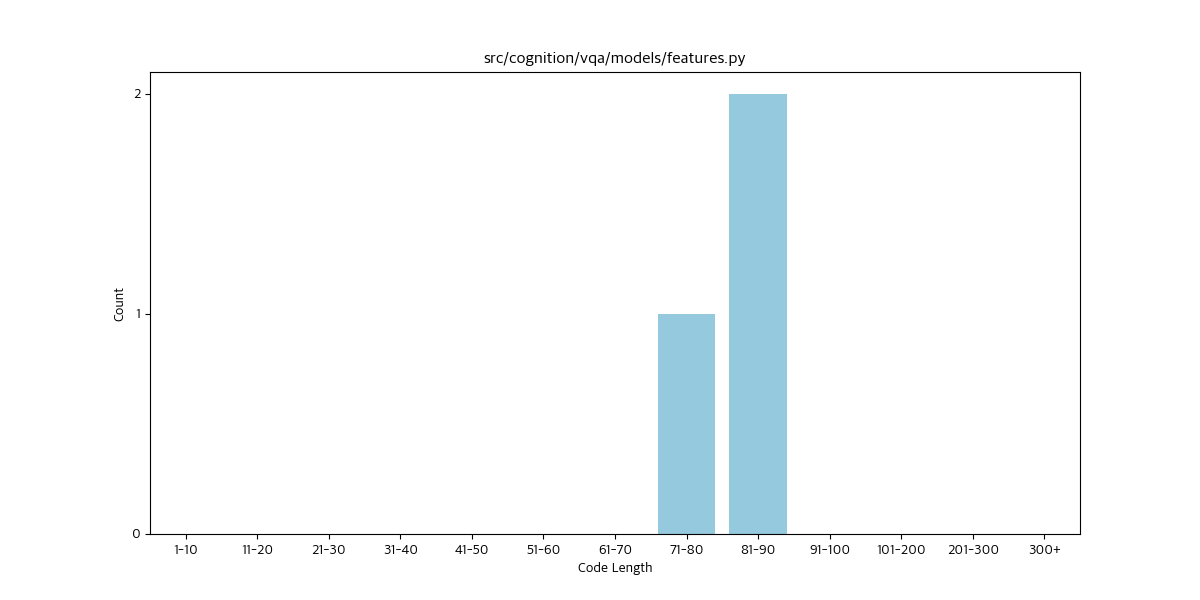 src/cognition/vqa/models/features.py
2
1
0
Count
1-10 11-20 21-30 31-40 41-50 51-60 61-70 71-80 81-90 91-100 101-200 201-300 300+
Code Length